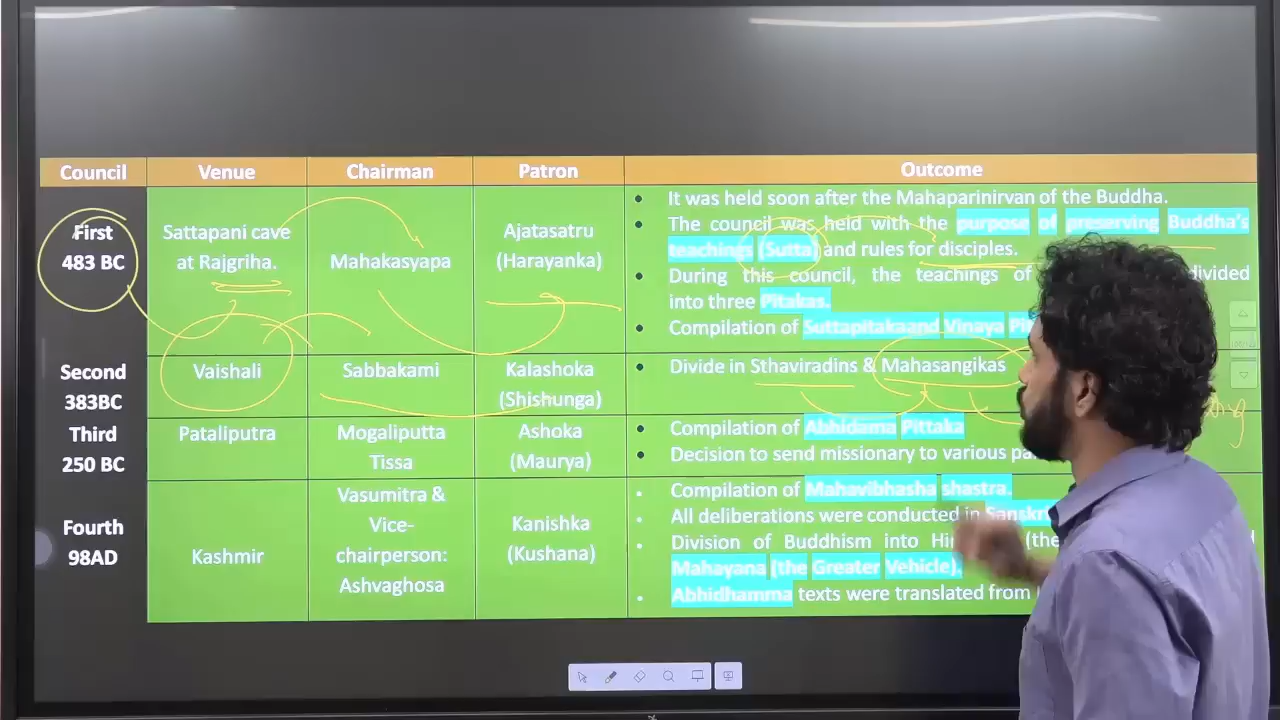 Council Venue Chairman Patron Outcome
First
483 BC
Sattapani cave
at Rajgriha.
Mahakasyapa
Ajatasatru
(Harayanka)
It was held soon after the Mahaparinirvan of the Buddha.
The council was held with the purpose of preserving Buddha's
teachings (Sutta) and rules for disciples.
During this council, the teachings of divided
into three Pitakas.
Compilation of Suttapitakaand Vinaya
Second
383BC
Vaishali
Sabbakami
Kalashoka
(Shishunga)
Divide in Sthaviradins & Mahasangikas
Third
250 BC
Pataliputra
Mogaliputta
Tissa
Ashoka
(Maurya)
Compilation of Abhidama Pittaka
Decision to send missionary to various
Fourth
98AD
Kashmir
Vasumitra &
Vice-
chairperson:
Ashvaghosa
Kanishka
(Kushana)
Compilation of Mahavibhasha shastra.
All deliberations were conducted in
Division of Buddhism into
Mahayana (the Greater Vehicle).
Abhidhamma texts were translated from